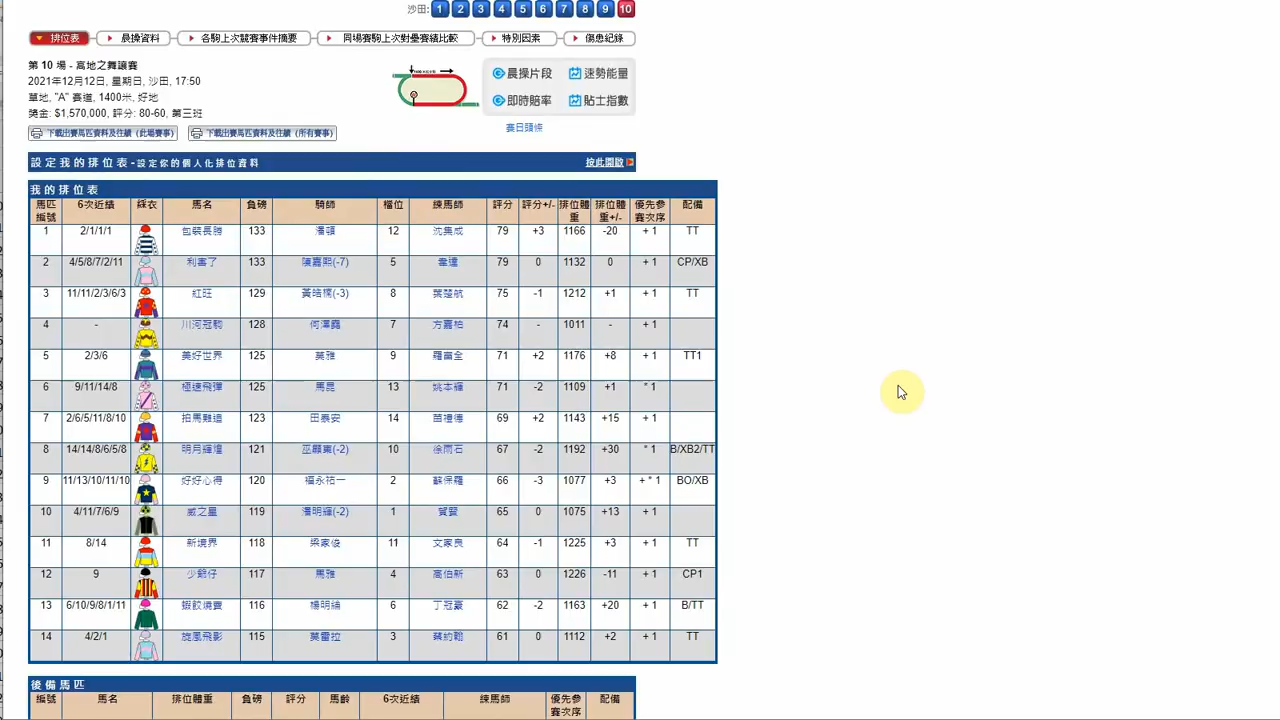 沙田: 1 2 3 4 5 6 7 8 9 10
排位表 晨操資料 各駒上次競賽事件摘要 同場賽駒上次對壘賽績比較 特別因素 傷患紀錄
第 10 場 - 高地之舞讓賽
2021年12月12日, 星期日, 沙田, 17:50
草地, "A" 賽道, 1400米, 好地
獎金: $1,570,000, 評分: 80-60, 第三班
晨操片段 速勢能量
即時賠率 貼士指數
賽日頭條
下載出賽馬匹資料及往績 (此場賽事) 下載出賽馬匹資料及往績 (所有賽事)
設定我的排位表-設定你的個人化排位資料 按此開啟
我的排位表
馬匹編號 6次近績 綵衣 馬名 負磅 騎師 檔位 練馬師 評分 評分+/- 排位體重 排位體重+/- 優先參賽次序 配備
1 2/1/1/1 包裝長勝 133 潘頓 12 沈集成 79 +3 1166 -20 + 1 TT
2 4/5/8/7/2/11 利害了 133 陳嘉熙(-7) 5 韋達 79 0 1132 0 + 1 CP/XB
3 11/11/2/3/6/3 紅旺 129 黃皓楠(-3) 8 葉楚航 75 -1 1212 +1 + 1 TT
4 - 川河冠駒 128 何澤堯 7 方嘉柏 74 - 1011 - + 1
5 2/3/6 美好世界 125 莫雅 9 羅富全 71 +2 1176 +8 + 1 TT1
6 9/11/14/8 極速飛彈 125 馬昆 13 姚本輝 71 -2 1109 +1 * 1
7 2/6/5/11/8/10 拍馬難追 123 田泰安 14 苗禮德 69 +2 1143 +15 + 1
8 14/14/8/6/5/8 明月輝煌 121 巫顯東(-2) 10 徐雨石 67 -2 1192 +30 * 1 B/XB2/TT
9 11/13/10/11/10 好好心得 120 福永祐一 2 蘇保羅 66 -3 1077 +3 + * 1 BO/XB
10 4/11/7/6/9 威之星 119 潘明輝(-2) 1 賀賢 65 0 1075 +13 + 1
11 8/14 新境界 118 梁家俊 11 文家良 64 -1 1225 +3 + 1 TT
12 9 少爺仔 117 馬雅 4 高伯新 63 0 1226 -11 + 1 CP1
13 6/10/9/8/1/11 蝦餃燒賣 116 楊明綸 6 丁冠豪 62 -2 1163 +20 + 1 B/TT
14 4/2/1 旋風飛影 115 莫雷拉 3 蔡約翰 61 0 1112 +2 + 1 TT
後備馬匹
編號 馬名 排位體重 負磅 評分 馬齡 6次近績 練馬師 優先參賽次序 配備